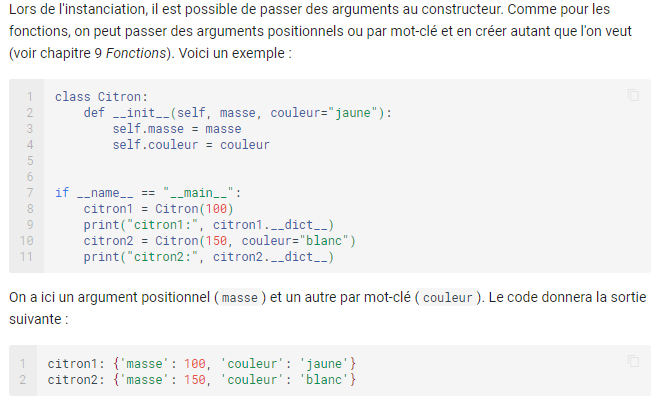 Lors de l'instanciation, il est possible de passer des arguments au constructeur. Comme pour les
fonctions, on peut passer des arguments positionnels ou par mot-clé et en créer autant que l'on veut
(voir chapitre 9 Fonctions). Voici un exemple :
1 class Citron:
2     def __init__(self, masse, couleur="jaune"):
3         self.masse = masse
4         self.couleur = couleur
5
6
7 if __name__ == "__main__":
8     citron1 = Citron(100)
9     print("citron1:", citron1.__dict__)
10     citron2 = Citron(150, couleur="blanc")
11     print("citron2:", citron2.__dict__)
On a ici un argument positionnel ( masse ) et un autre par mot-clé ( couleur ). Le code donnera la sortie
suivante :
1 citron1: {'masse': 100, 'couleur': 'jaune'}
2 citron2: {'masse': 150, 'couleur': 'blanc'}